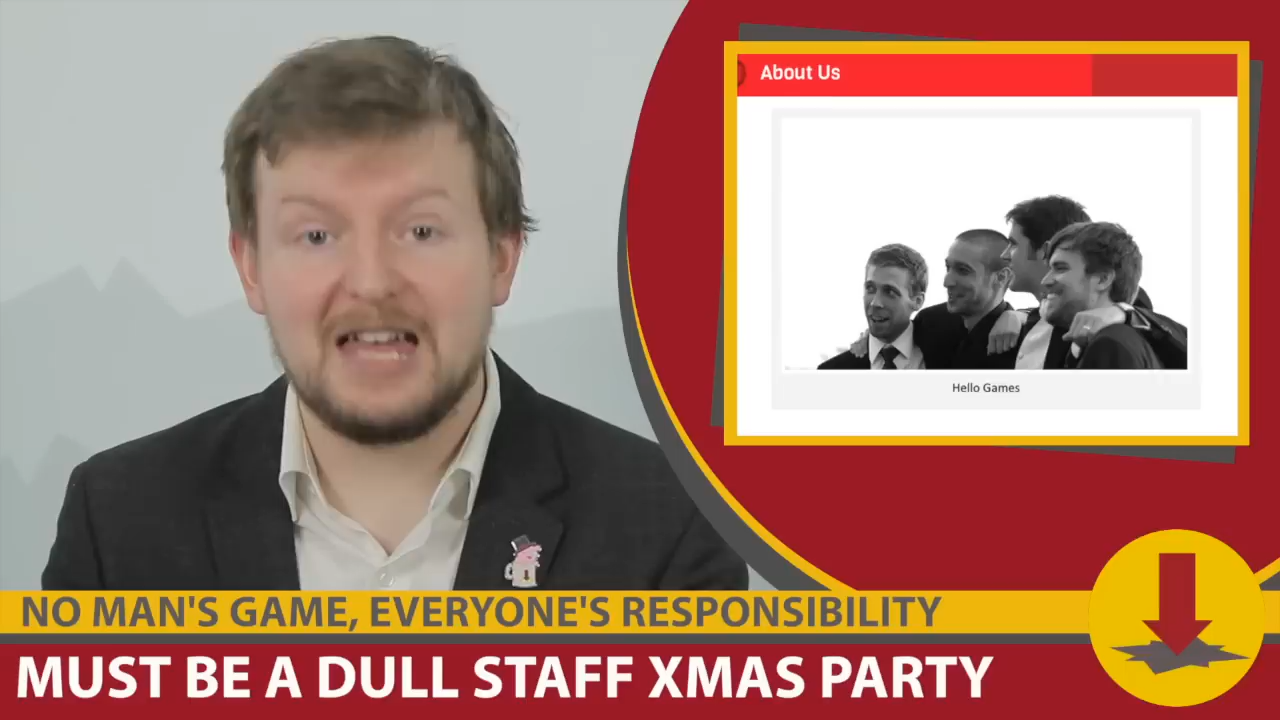 About Us
Hello Games
NO MAN'S GAME, EVERYONE'S RESPONSIBILITY
MUST BE A DULL STAFF XMAS PARTY